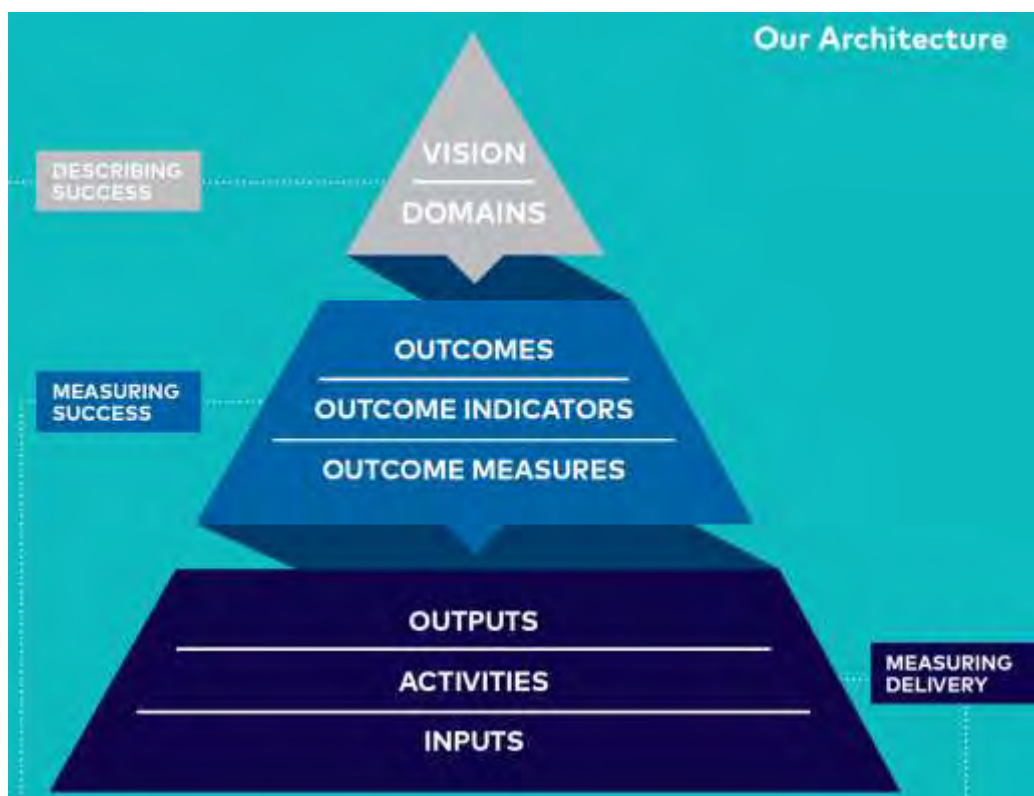 Our Architecture
VISION
DOMAINS
DESCRIBING
SUCCESS
OUTCOMES
OUTCOME INDICATORS
OUTCOME MEASURES
MEASURING
SUCCESS
OUTPUTS
ACTIVITIES
INPUTS
MEASURING
DELIVERY